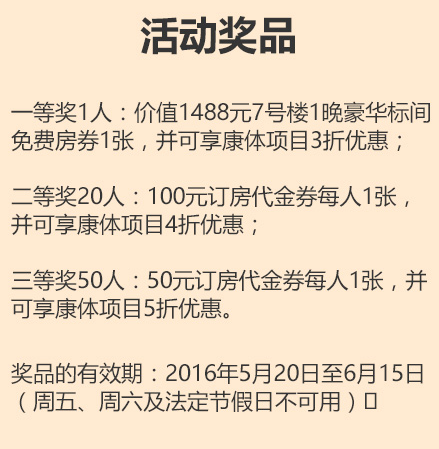 活动奖品
一等奖1人：价值1488元7号楼1晚豪华标间
免费房券1张，并可享康体项目3折优惠；
二等奖20人：100元订房代金券每人1张，
并可享康体项目4折优惠；
三等奖50人：50元订房代金券每人1张，并
可享康体项目5折优惠。
奖品的有效期：2016年5月20日至6月15日
（周五、周六及法定节假日不可用）